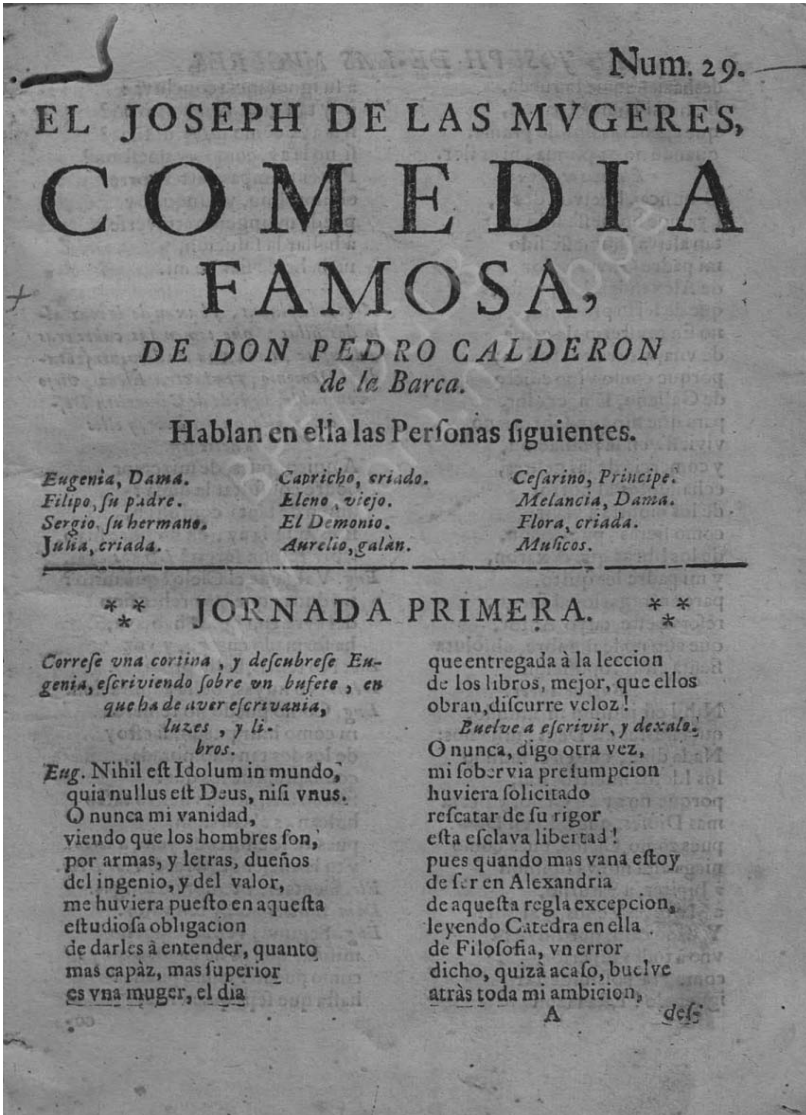 Num. 29.
EL JOSEPH DE LAS MVGERES,
COMEDIA
FAMOSA,
DE DON PEDRO CALDERON
de la Barca.
Hablan en ella las Perſonas ſiguientes.
Eugenia, Dama.
Filipo, ſu padre.
Sergio, ſu hermano.
Julia, criada.
Capricho, criado.
Eleno, viejo.
El Demonio.
Aurelio, galàn.
Ceſarino, Principe.
Melancia, Dama.
Flora, criada.
Muſicos.
JORNADA PRIMERA.
Correſe vna cortina, y deſcubreſe Eu-
genia, eſcriviendo ſobre vn bufete, en
que ha de aver eſcrivania,
luzes, y li-
bros.
Eug. Nihil eſt Idolum in mundo,
quia nullus eſt Deus, niſi vnus.
O nunca mi vanidad,
viendo que los hombres ſon,
por armas, y letras, dueños
del ingenio, y del valor,
me huviera pueſto en aqueſta
eſtudioſa obligacion
de darles à entender, quanto
mas capàz, mas ſuperior
es vna muger, el dia
que entregada à la leccion
de los libros, mejor, que ellos
obran, diſcurre veloz!
Buelve a eſcrivir, y dexalo.
O nunca, digo otra vez,
mi ſobervia preſumpcion
huviera ſolicitado
reſcatar de ſu rigor
eſta eſclava libertad!
pues quando mas vana eſtoy
de ſer en Alexandria
de aqueſta regla excepcion,
leyendo Catedra en ella
de Filoſofia, vn error
dicho, quizà acaſo, buelve
atràs toda mi ambicion,
A
deſ-